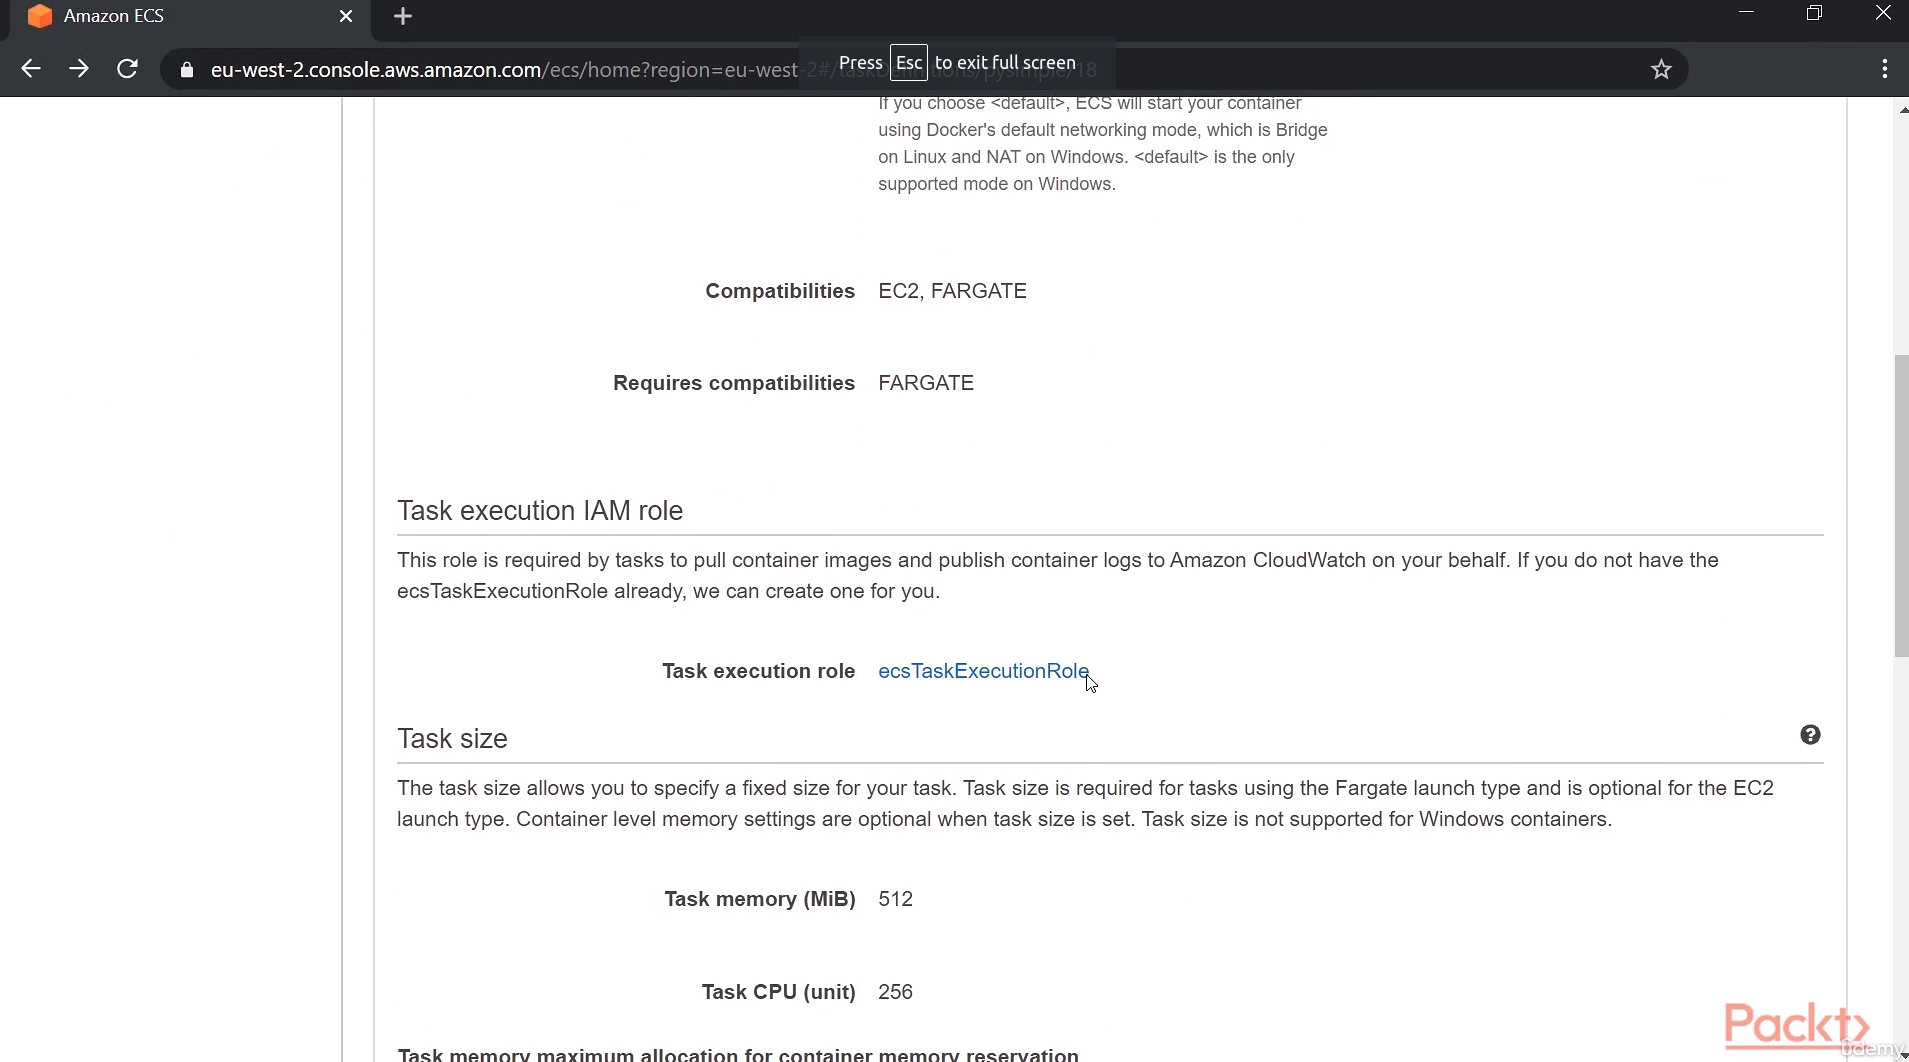 Amazon ECS
eu-west-2.console.aws.amazon.com/ecs/home?region=eu-west-2#/taskDefinitions/pysimple/18
Press Esc to exit full screen
If you choose <default>, ECS will start your container
using Docker's default networking mode, which is Bridge
on Linux and NAT on Windows. <default> is the only
supported mode on Windows.
Compatibilities EC2, FARGATE
Requires compatibilities FARGATE
Task execution IAM role
This role is required by tasks to pull container images and publish container logs to Amazon CloudWatch on your behalf. If you do not have the
ecsTaskExecutionRole already, we can create one for you.
Task execution role ecsTaskExecutionRole
Task size
The task size allows you to specify a fixed size for your task. Task size is required for tasks using the Fargate launch type and is optional for the EC2
launch type. Container level memory settings are optional when task size is set. Task size is not supported for Windows containers.
Task memory (MiB) 512
Task CPU (unit) 256
Task memory maximum allocation for container memory reservation
Packt
Udemy